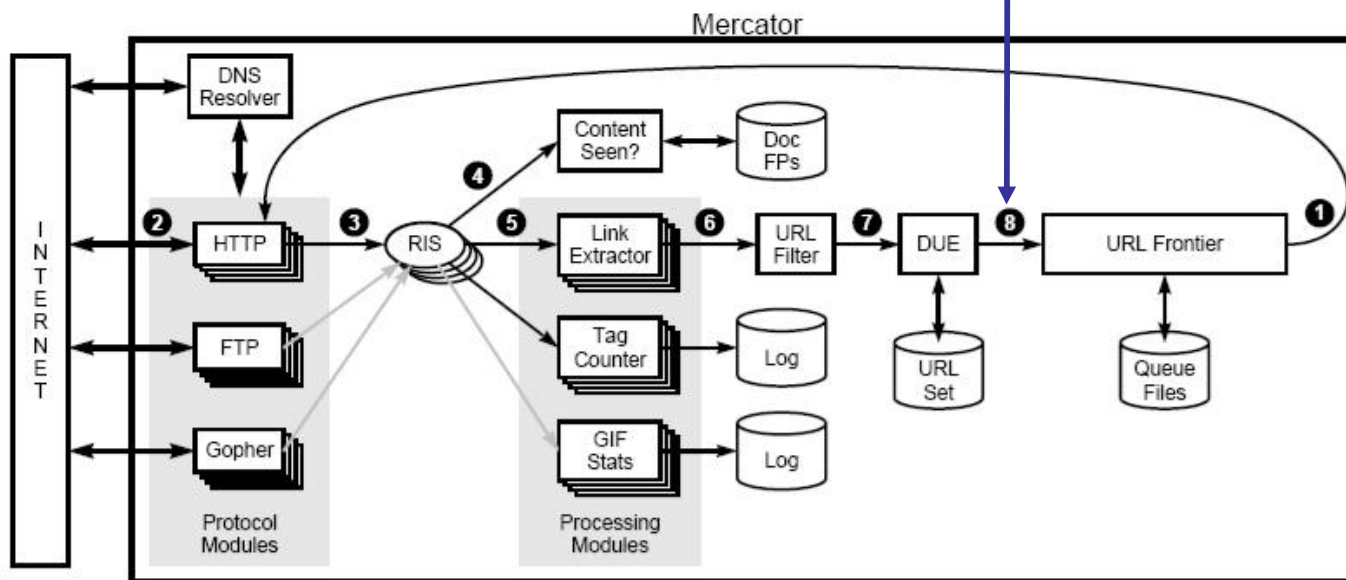 Mercator
INTERNET
DNS
Resolver
Content
Seen?
Doc
FPs
4
2
HTTP
3
RIS
5
Link
Extractor
6
URL
Filter
7
DUE
8
URL Frontier
1
FTP
Tag
Counter
Log
URL
Set
Queue
Files
Gopher
GIF
Stats
Log
Protocol
Modules
Processing
Modules